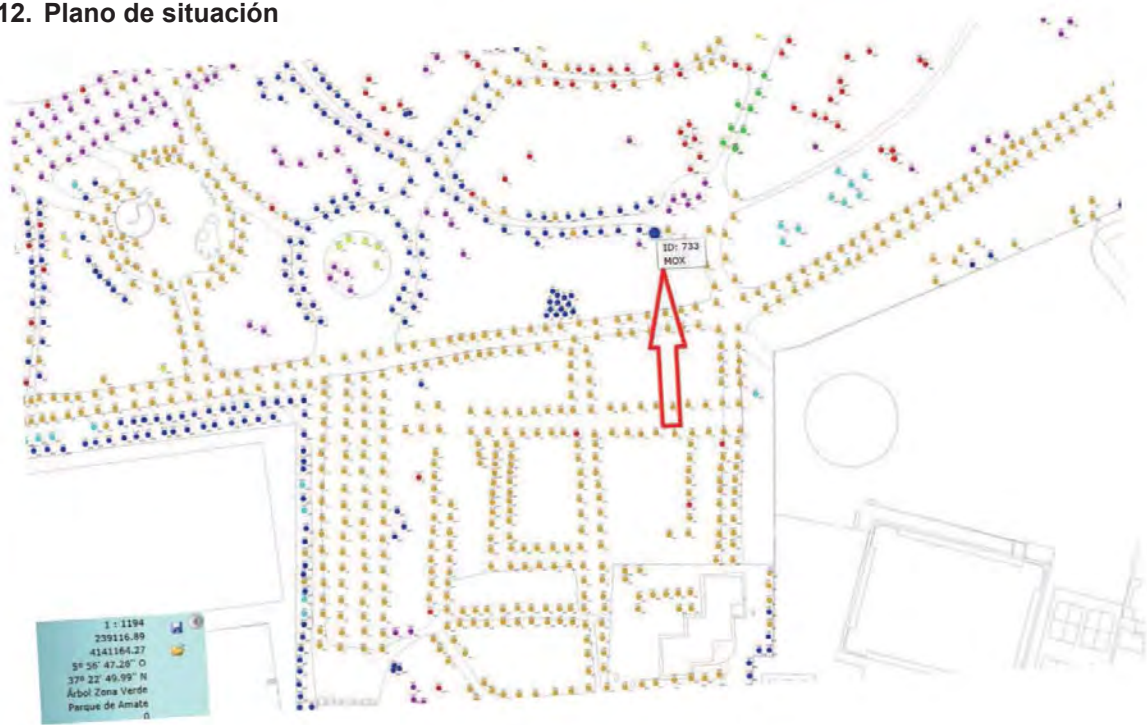 12. Plano de situación
ID: 733
MOX
1 : 1194
239116.89
4141164.27
5º 56' 47.28" O
37º 22' 49.99" N
Árbol Zona Verde
Parque de Amate
0